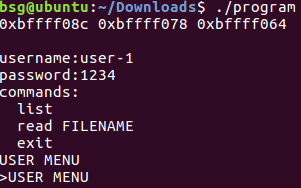 bsg@ubuntu:~/Downloads$ ./program
0xbffff08c 0xbffff078 0xbffff064
username:user-1
password:1234
commands:
  list
  read FILENAME
  exit
USER MENU
>USER MENU